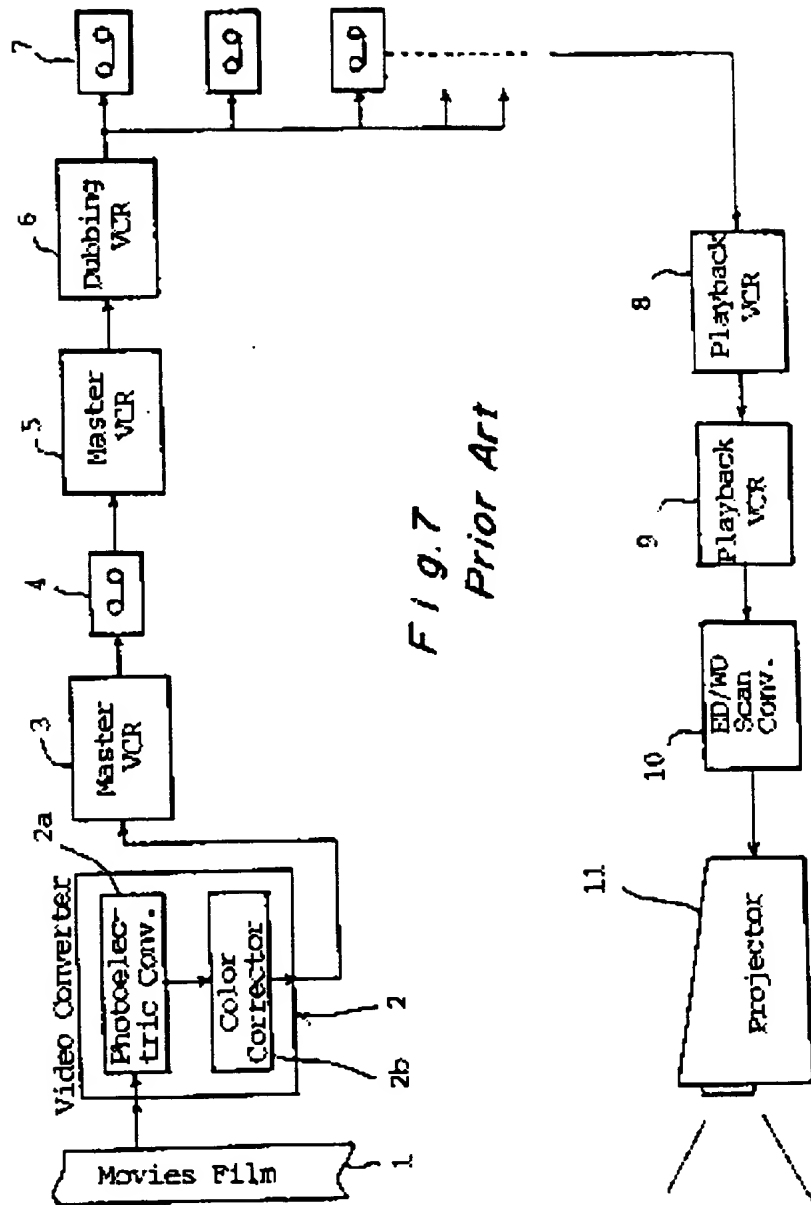 Movies Film
1
Video Converter
2a
Photoelec-
tric Conv.
Color
Corrector
2b
2
3
Master
VCR
4
5
Master
VCR
6
Dubbing
VCR
7
8
Playback
VCR
9
Playback
VCR
10
ED/WD
Scan
Conv.
11
Projector
Fig.7
Prior Art